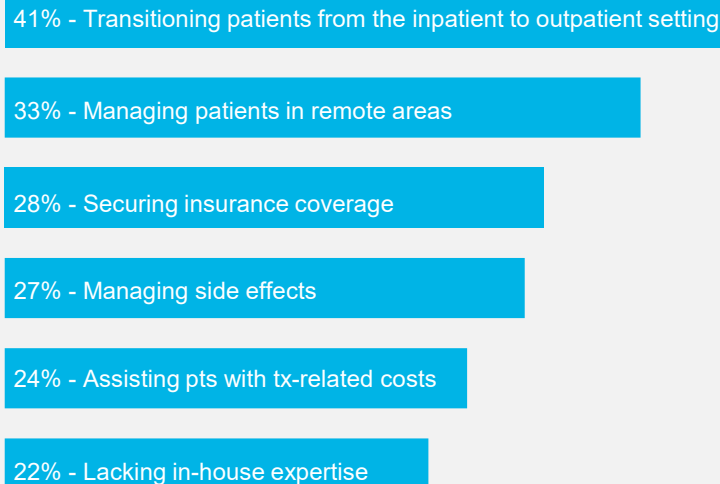 41% - Transitioning patients from the inpatient to outpatient setting
33% - Managing patients in remote areas
28% - Securing insurance coverage
27% - Managing side effects
24% - Assisting pts with tx-related costs
22% - Lacking in-house expertise